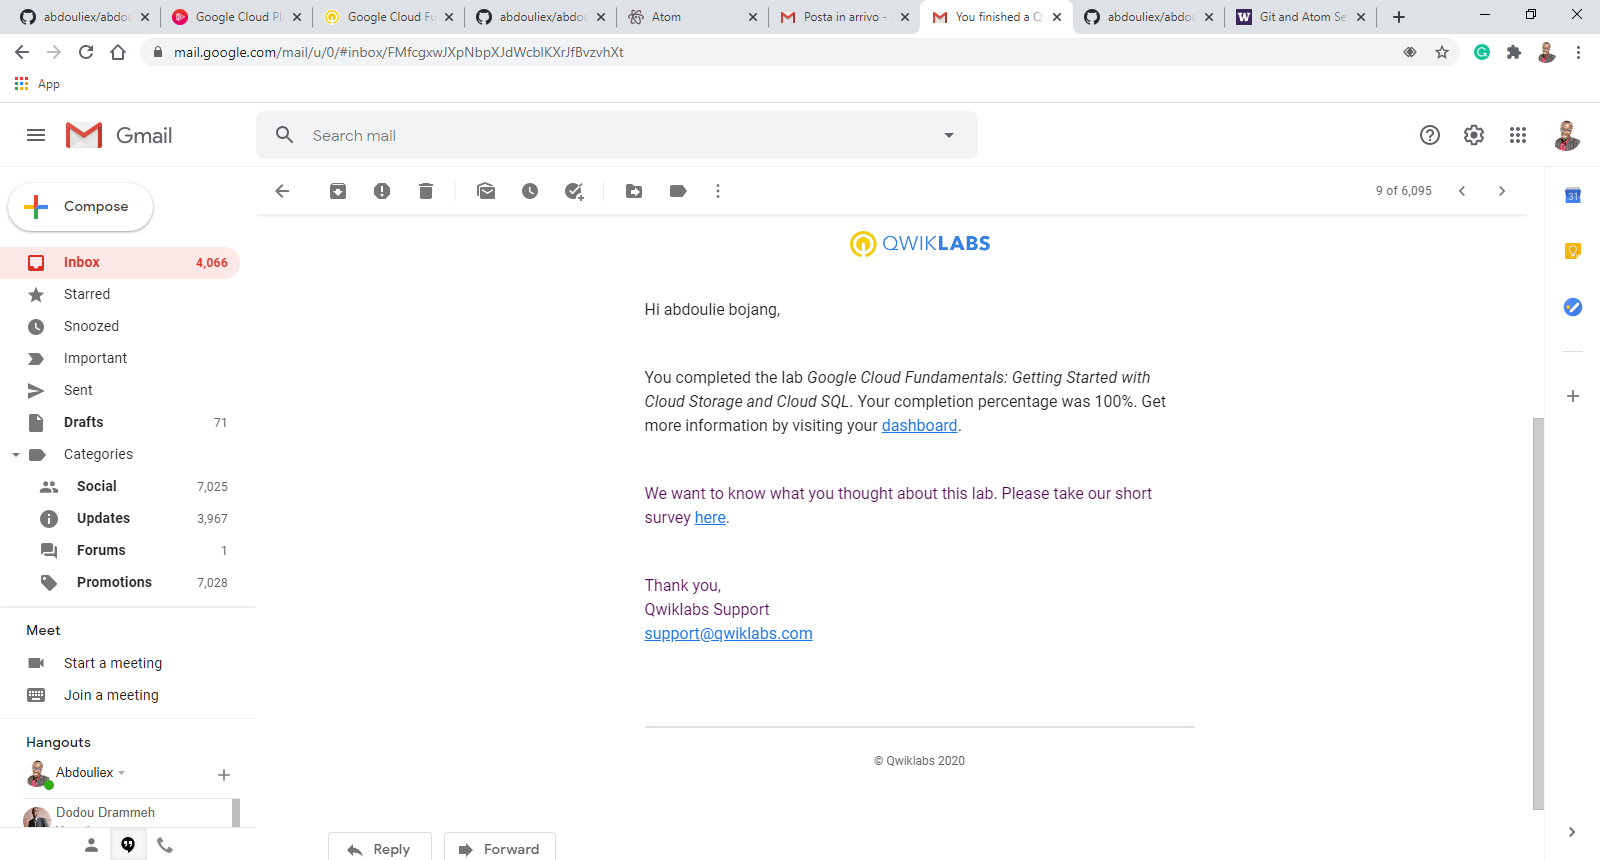 abdouliex/abdou
Google Cloud Pl
Google Cloud Fu
abdouliex/abdou
Atom
Posta in arrivo -
You finished a Q
abdouliex/abdou
Git and Atom Se
mail.google.com/mail/u/0/#inbox/FMfcgxwJXpNbpXJdWcblKXrJfBvzvhXt
App
Gmail
Search mail
Compose
9 of 6,095
31
Inbox 4,066
Starred
Snoozed
Important
Sent
Drafts 71
Categories
Social 7,025
Updates 3,967
Forums 1
Promotions 7,028
Meet
Start a meeting
Join a meeting
Hangouts
Abdouliex
Dodou Drammeh
QWIKLABS
Hi abdoulie bojang,
You completed the lab Google Cloud Fundamentals: Getting Started with
Cloud Storage and Cloud SQL. Your completion percentage was 100%. Get
more information by visiting your dashboard.
We want to know what you thought about this lab. Please take our short
survey here.
Thank you,
Qwiklabs Support
support@qwiklabs.com
© Qwiklabs 2020
Reply
Forward